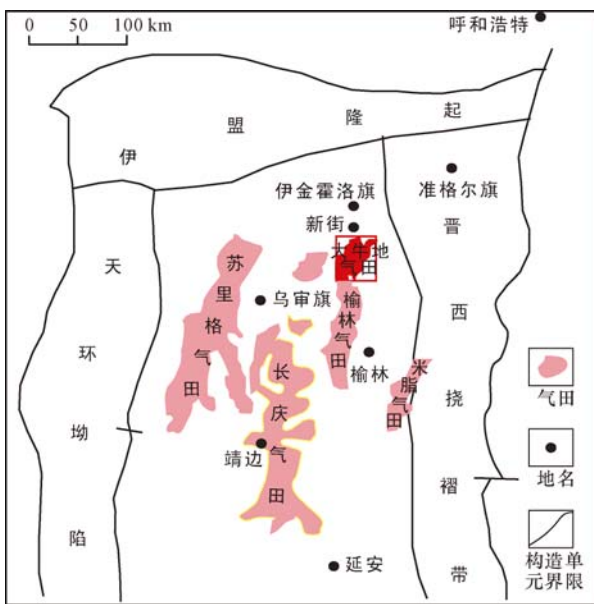 0 50 100 km
呼和浩特
伊盟隆起
伊金霍洛旗
新街
准格尔旗
大牛地
气田
天环坳陷
苏里格气田
乌审旗
榆林气田
榆林
长庆气田
靖边
米脂气田
晋西挠褶带
延安
气田
地名
构造单
元界限